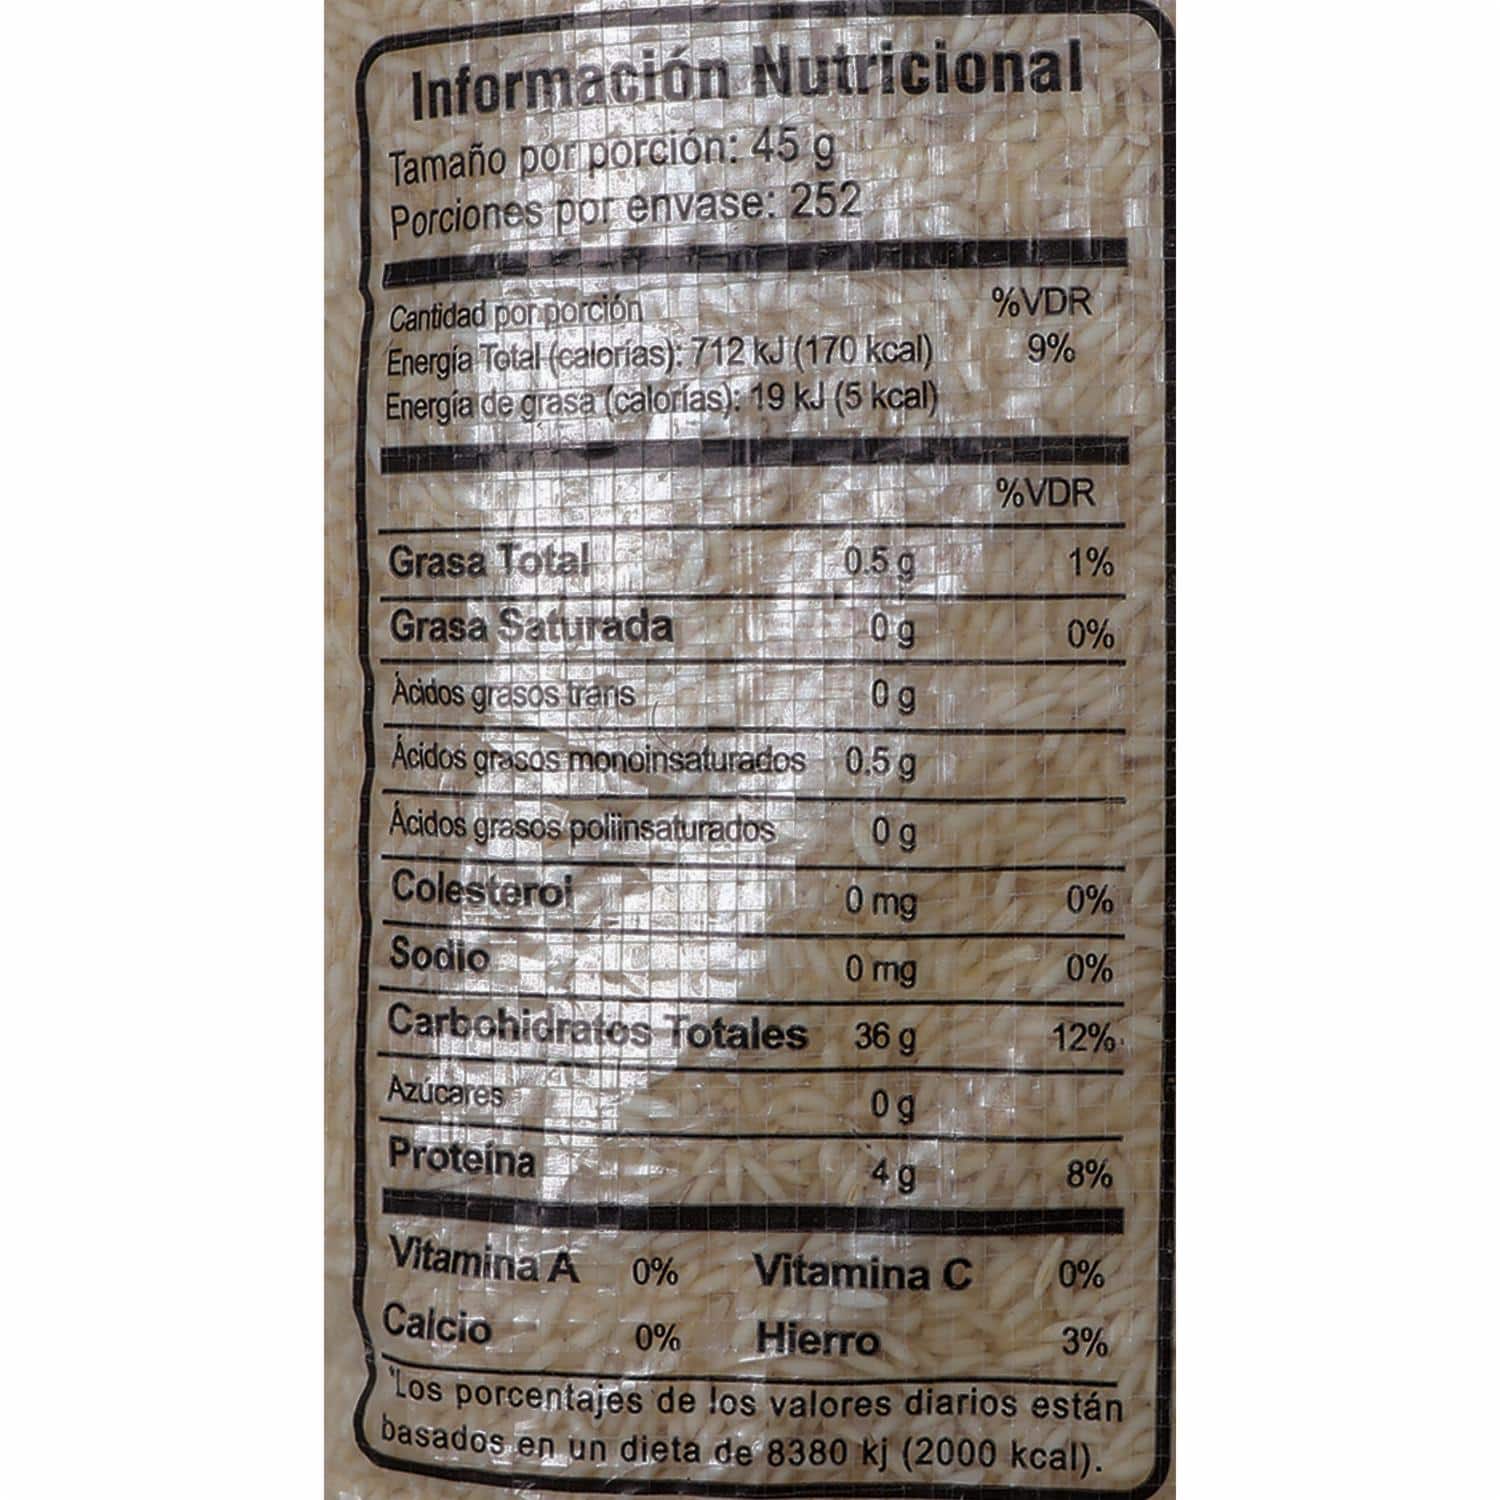 Información Nutricional
Tamaño por porción: 45 g
Porciones por envase: 252
Cantidad por porción %VDR
Energía Total (calorías): 712 kJ (170 kcal) 9%
Energía de grasa (calorías): 19 kJ (5 kcal)
%VDR
Grasa Total 0.5 g 1%
Grasa Saturada 0 g 0%
Ácidos grasos trans 0 g
Ácidos grasos monoinsaturados 0.5 g
Ácidos grasos poliinsaturados 0 g
Colesterol 0 mg 0%
Sodio 0 mg 0%
Carbohidratos Totales 36 g 12%
Azúcares 0 g
Proteína 4 g 8%
Vitamina A 0% Vitamina C 0%
Calcio 0% Hierro 3%
*Los porcentajes de los valores diarios están
basados en un dieta de 8380 kj (2000 kcal).